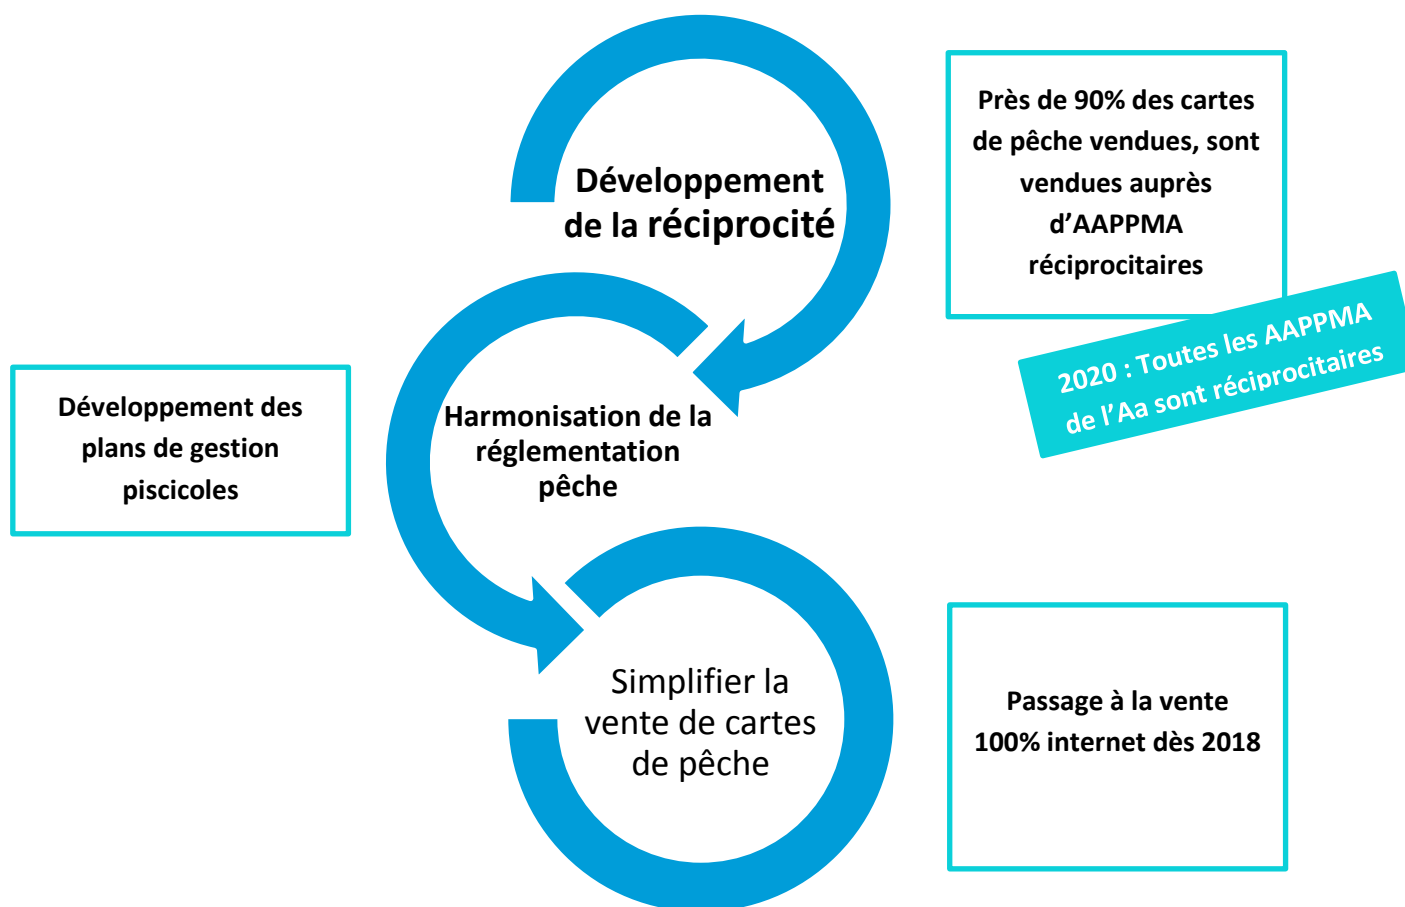 Développement
de la réciprocité
Près de 90% des cartes
de pêche vendues, sont
vendues auprès
d’AAPPMA
réciprocitaires
2020 : Toutes les AAPPMA
de l’Aa sont réciprocitaires
Harmonisation de la
réglementation
pêche
Développement des
plans de gestion
piscicoles
Simplifier la
vente de cartes
de pêche
Passage à la vente
100% internet dès 2018